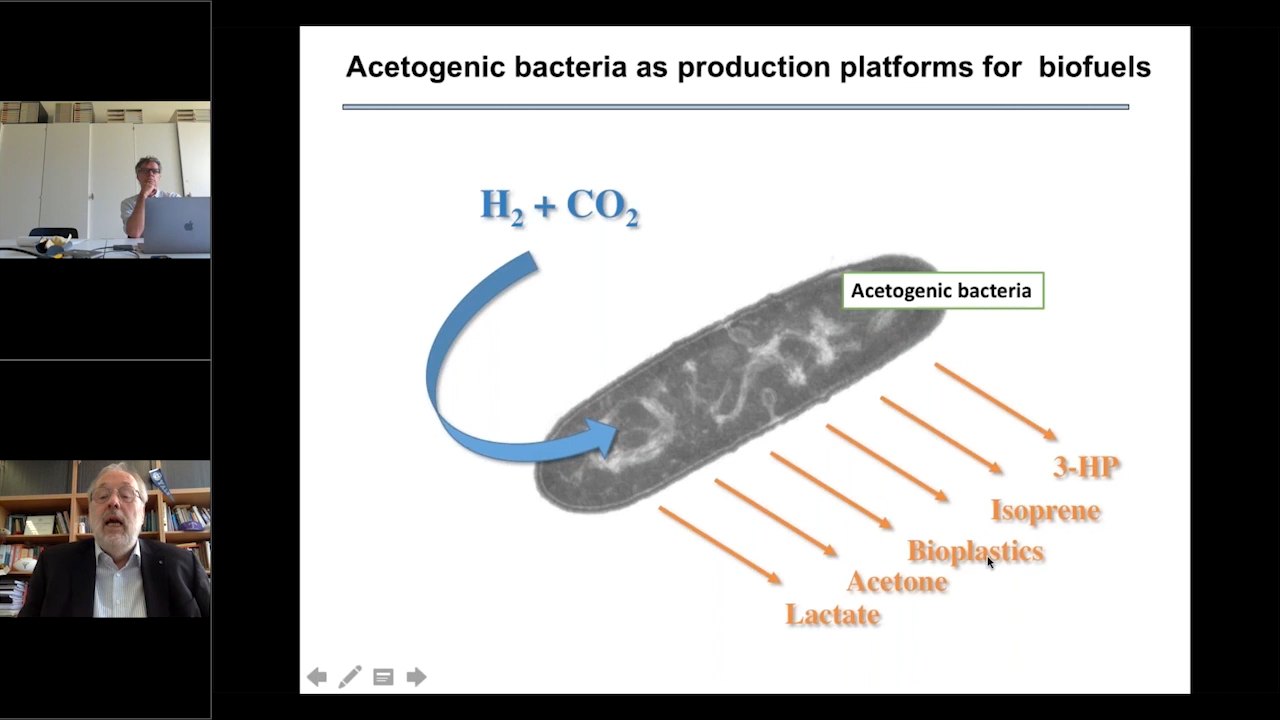 Acetogenic bacteria as production platforms for biofuels
H₂ + CO₂
Acetogenic bacteria
3-HP
Isoprene
Bioplastics
Acetone
Lactate